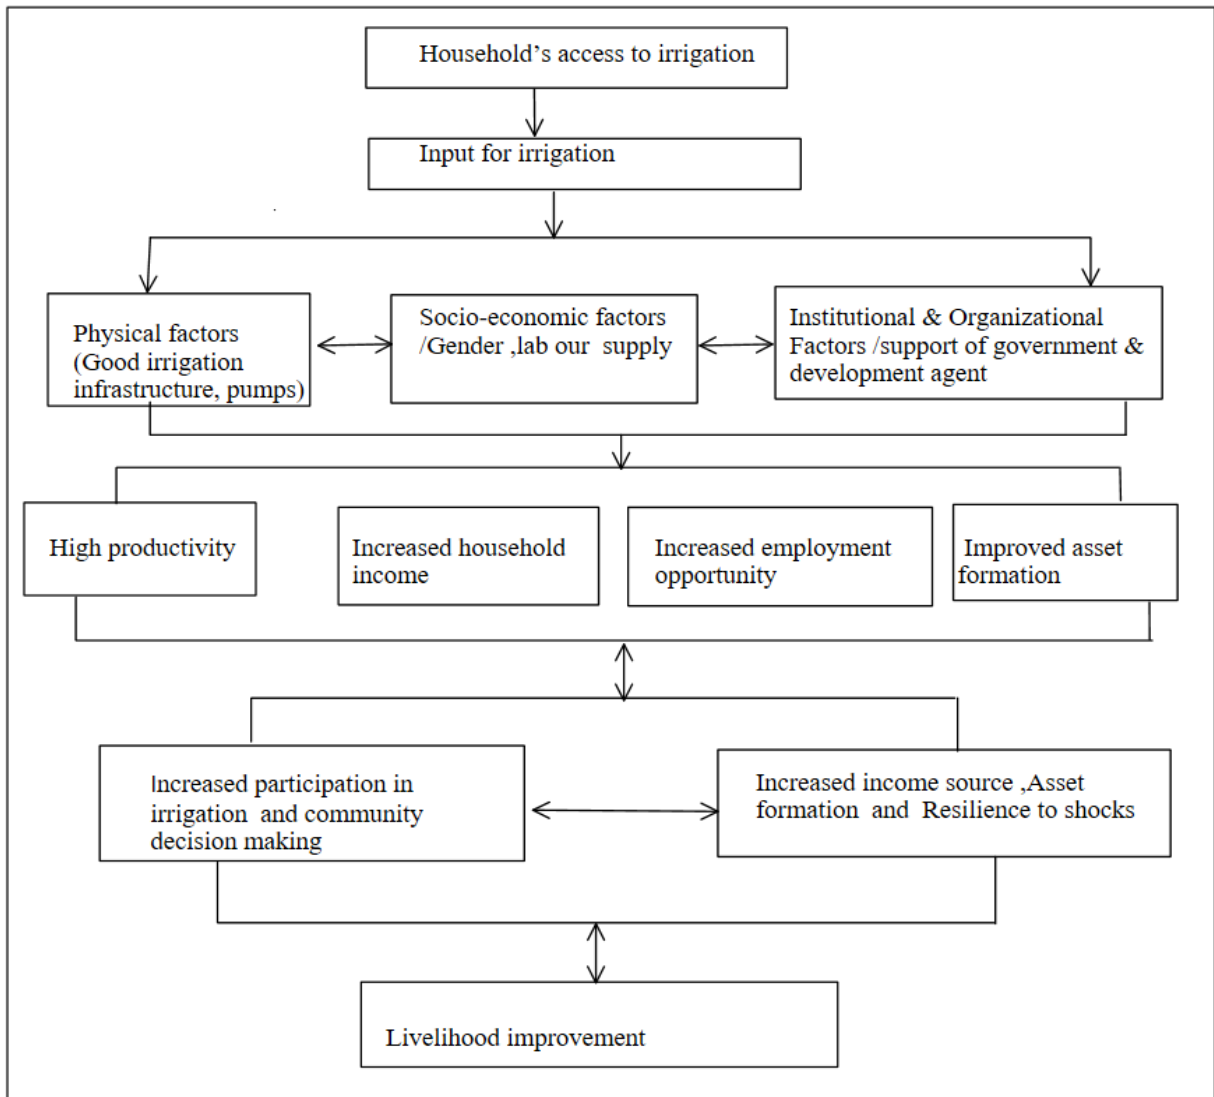 Household’s access to irrigation
Input for irrigation
Physical factors
(Good irrigation
infrastructure, pumps)
Socio-economic factors
/Gender ,lab our supply
Institutional & Organizational
Factors /support of government &
development agent
High productivity
Increased household
income
Increased employment
opportunity
Improved asset
formation
Increased participation in
irrigation and community
decision making
Increased income source ,Asset
formation and Resilience to shocks
Livelihood improvement